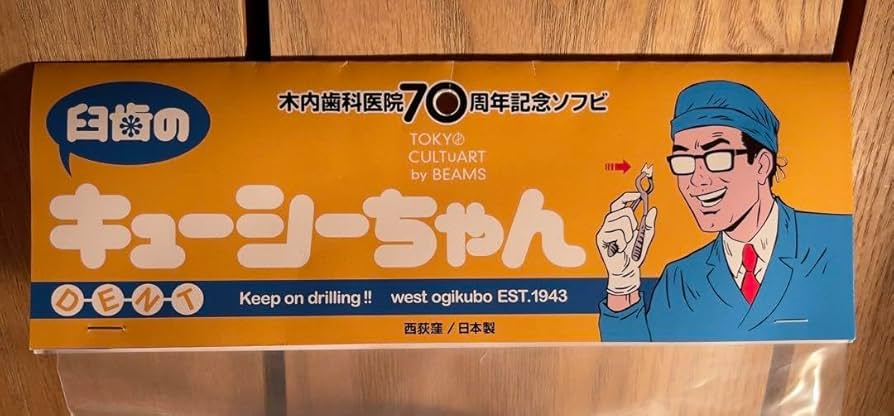 木内歯科医院70周年記念ソフビ
臼歯の
TOKYO
CULTUART
by BEAMS
キューシーちゃん
DENT
Keep on drilling!! west ogikubo EST.1943
西荻窪 / 日本製